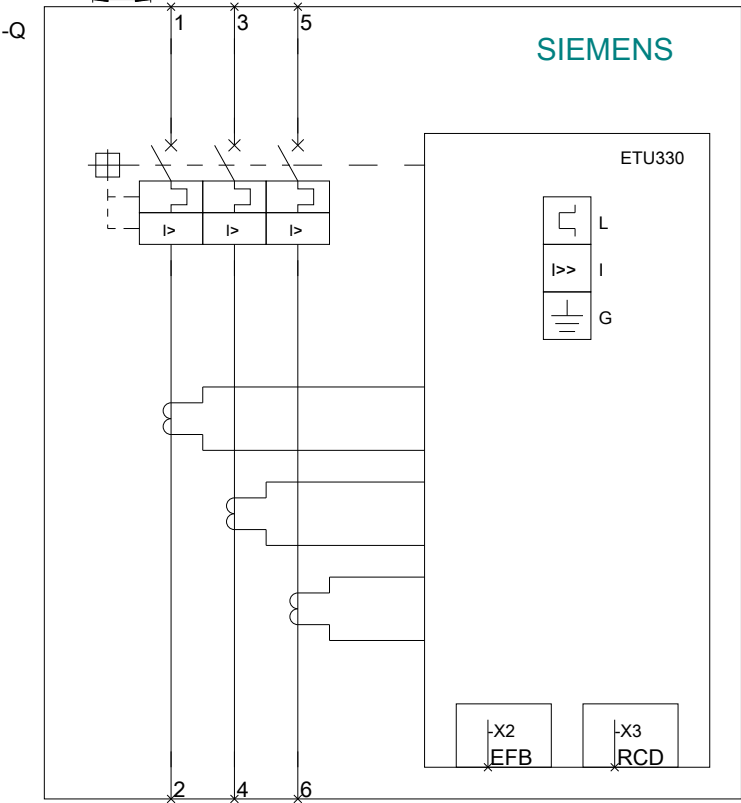 1 3 5
-Q
SIEMENS
ETU330
I> I> I>
L
I>> I
G
-X2 -X3
EFB RCD
2 4 6